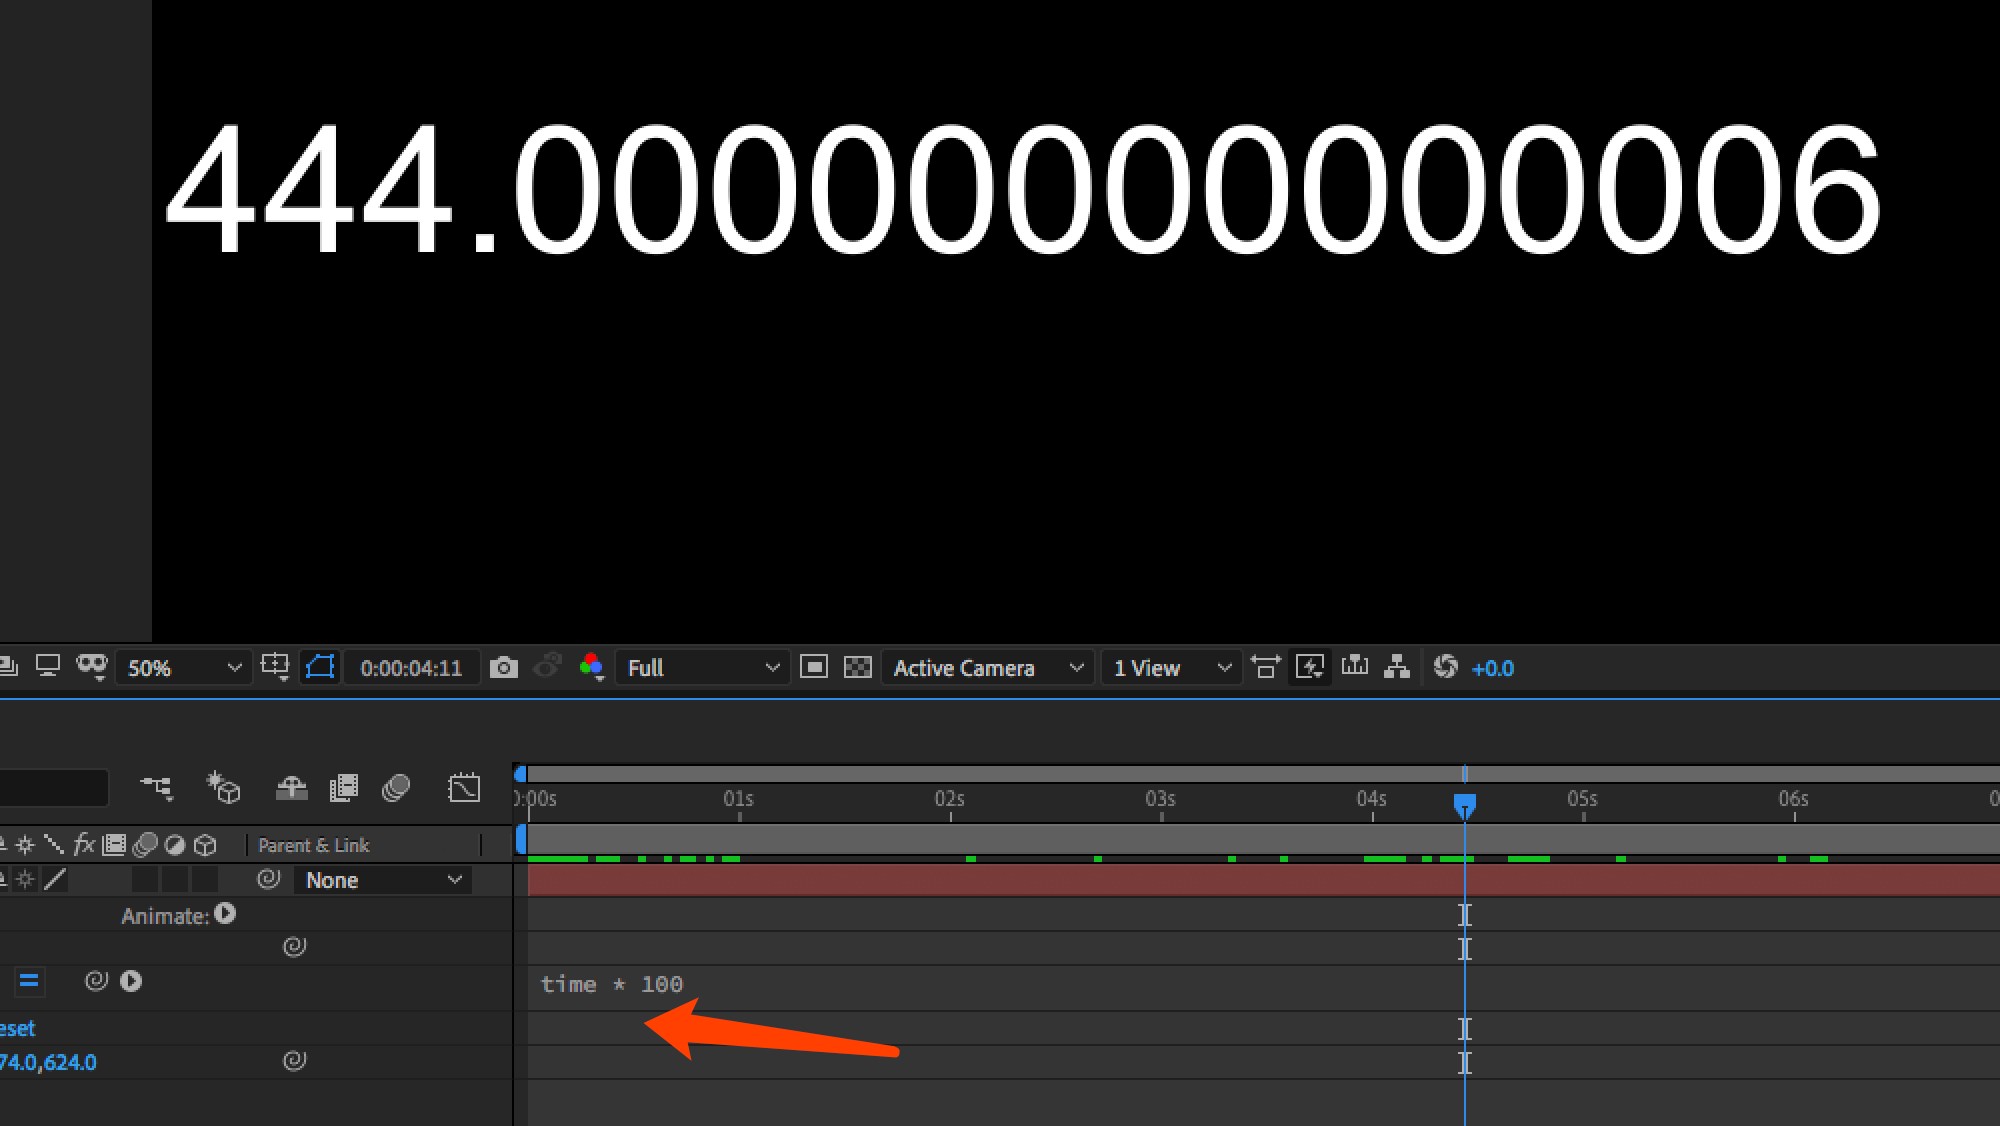 444.00000000000006
50%
0:00:04:11
Full
Active Camera
1 View
+0.0
0:00s
01s
02s
03s
04s
05s
06s
fx
Parent & Link
None
Animate:
time * 100
eset
74.0,624.0